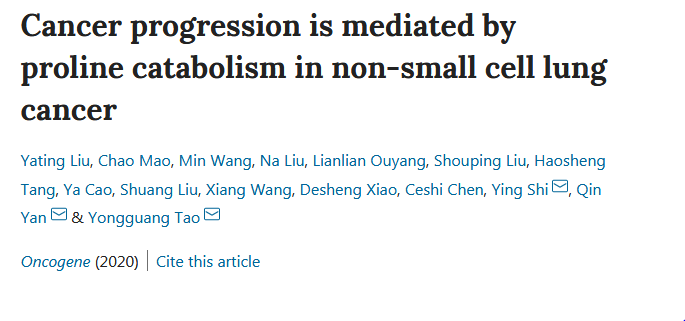 Cancer progression is mediated by
proline catabolism in non-small cell lung
cancer
Yating Liu, Chao Mao, Min Wang, Na Liu, Lianlian Ouyang, Shouping Liu, Haosheng
Tang, Ya Cao, Shuang Liu, Xiang Wang, Desheng Xiao, Ceshi Chen, Ying Shi, Qin
Yan & Yongguang Tao
Oncogene (2020) | Cite this article